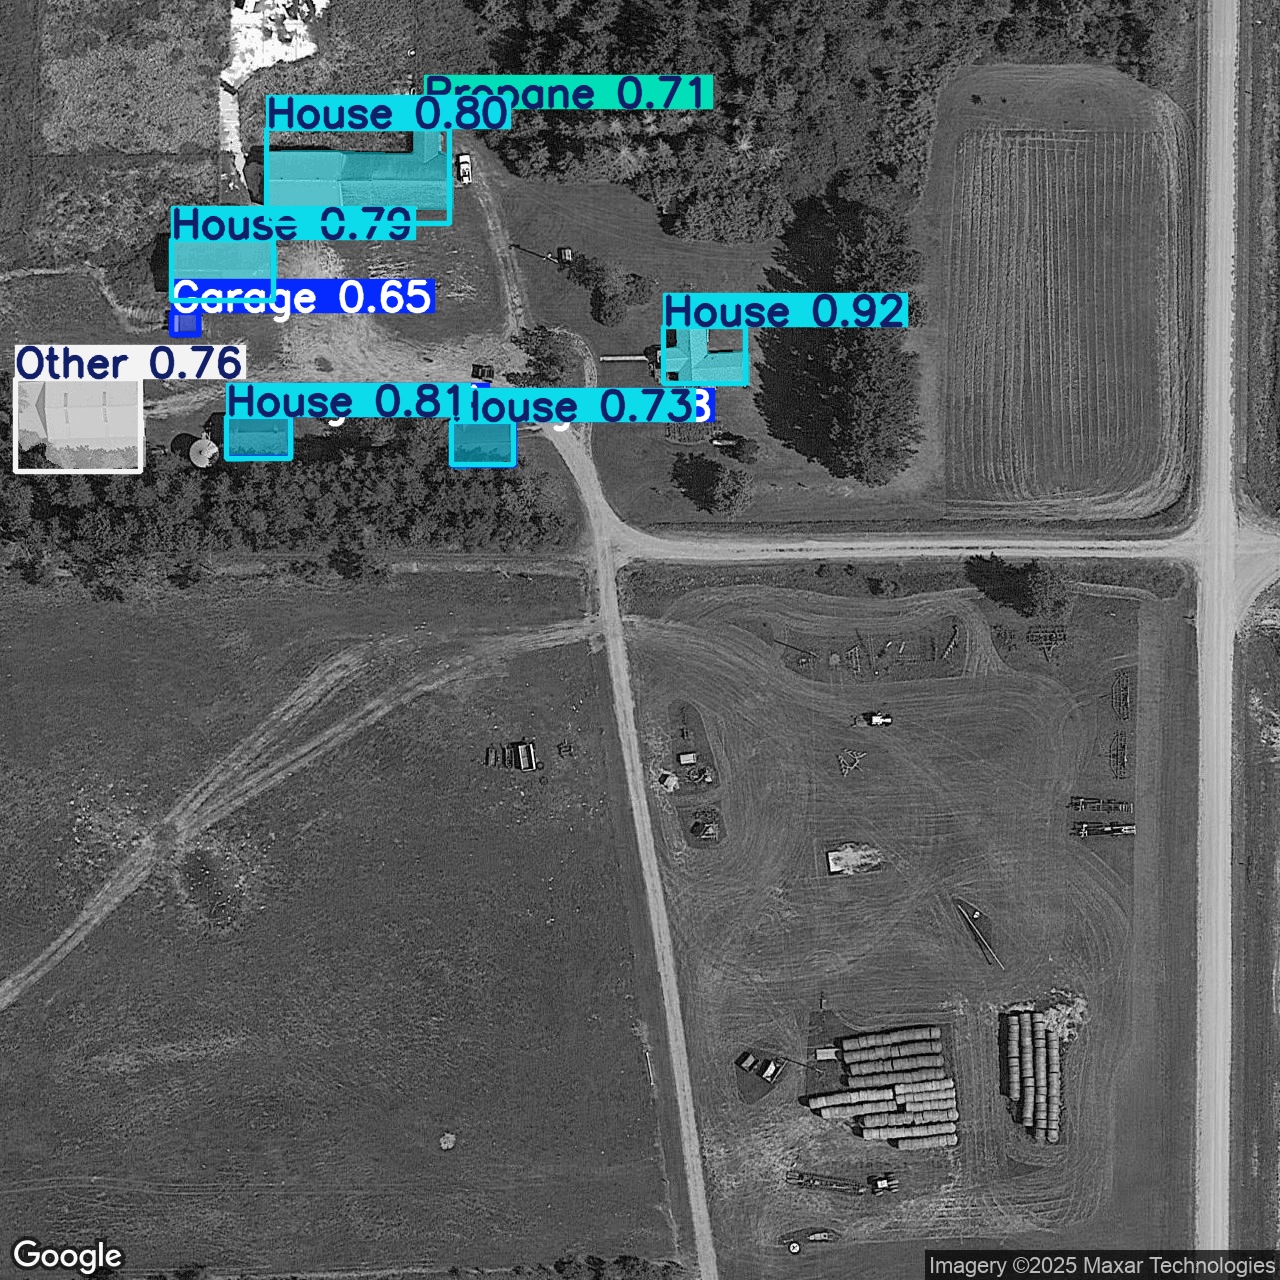 Propane 0.71
House 0.80
House 0.79
Garage 0.65
House 0.92
Other 0.76
House 0.81
House 0.73
Google
Imagery ©2025 Maxar Technologies